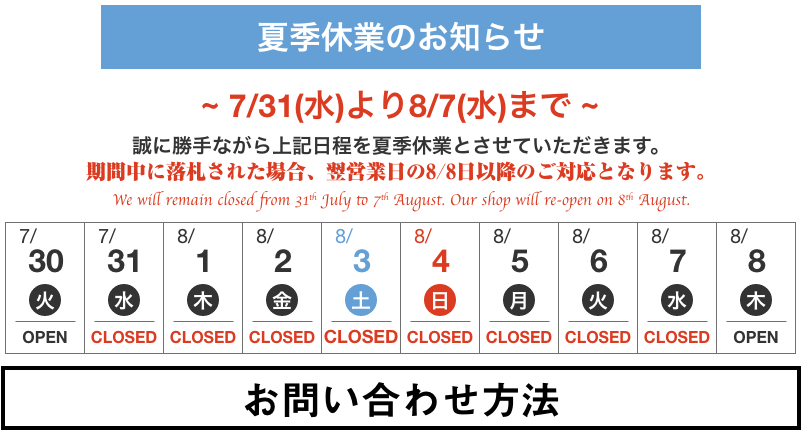 夏季休業のお知らせ
~ 7/31(水)より8/7(水)まで ~
誠に勝手ながら上記日程を夏季休業とさせていただきます。
期間中に落札された場合、翌営業日の8/8日以降のご対応となります。
We will remain closed from 31th July to 7th August. Our shop will re-open on 8th August.
7/ 7/ 8/ 8/ 8/ 8/ 8/ 8/ 8/ 8/
30 31 1 2 3 4 5 6 7 8
火 水 木 金 土 日 月 火 水 木
OPEN CLOSED CLOSED CLOSED CLOSED CLOSED CLOSED CLOSED CLOSED OPEN
お問い合わせ方法